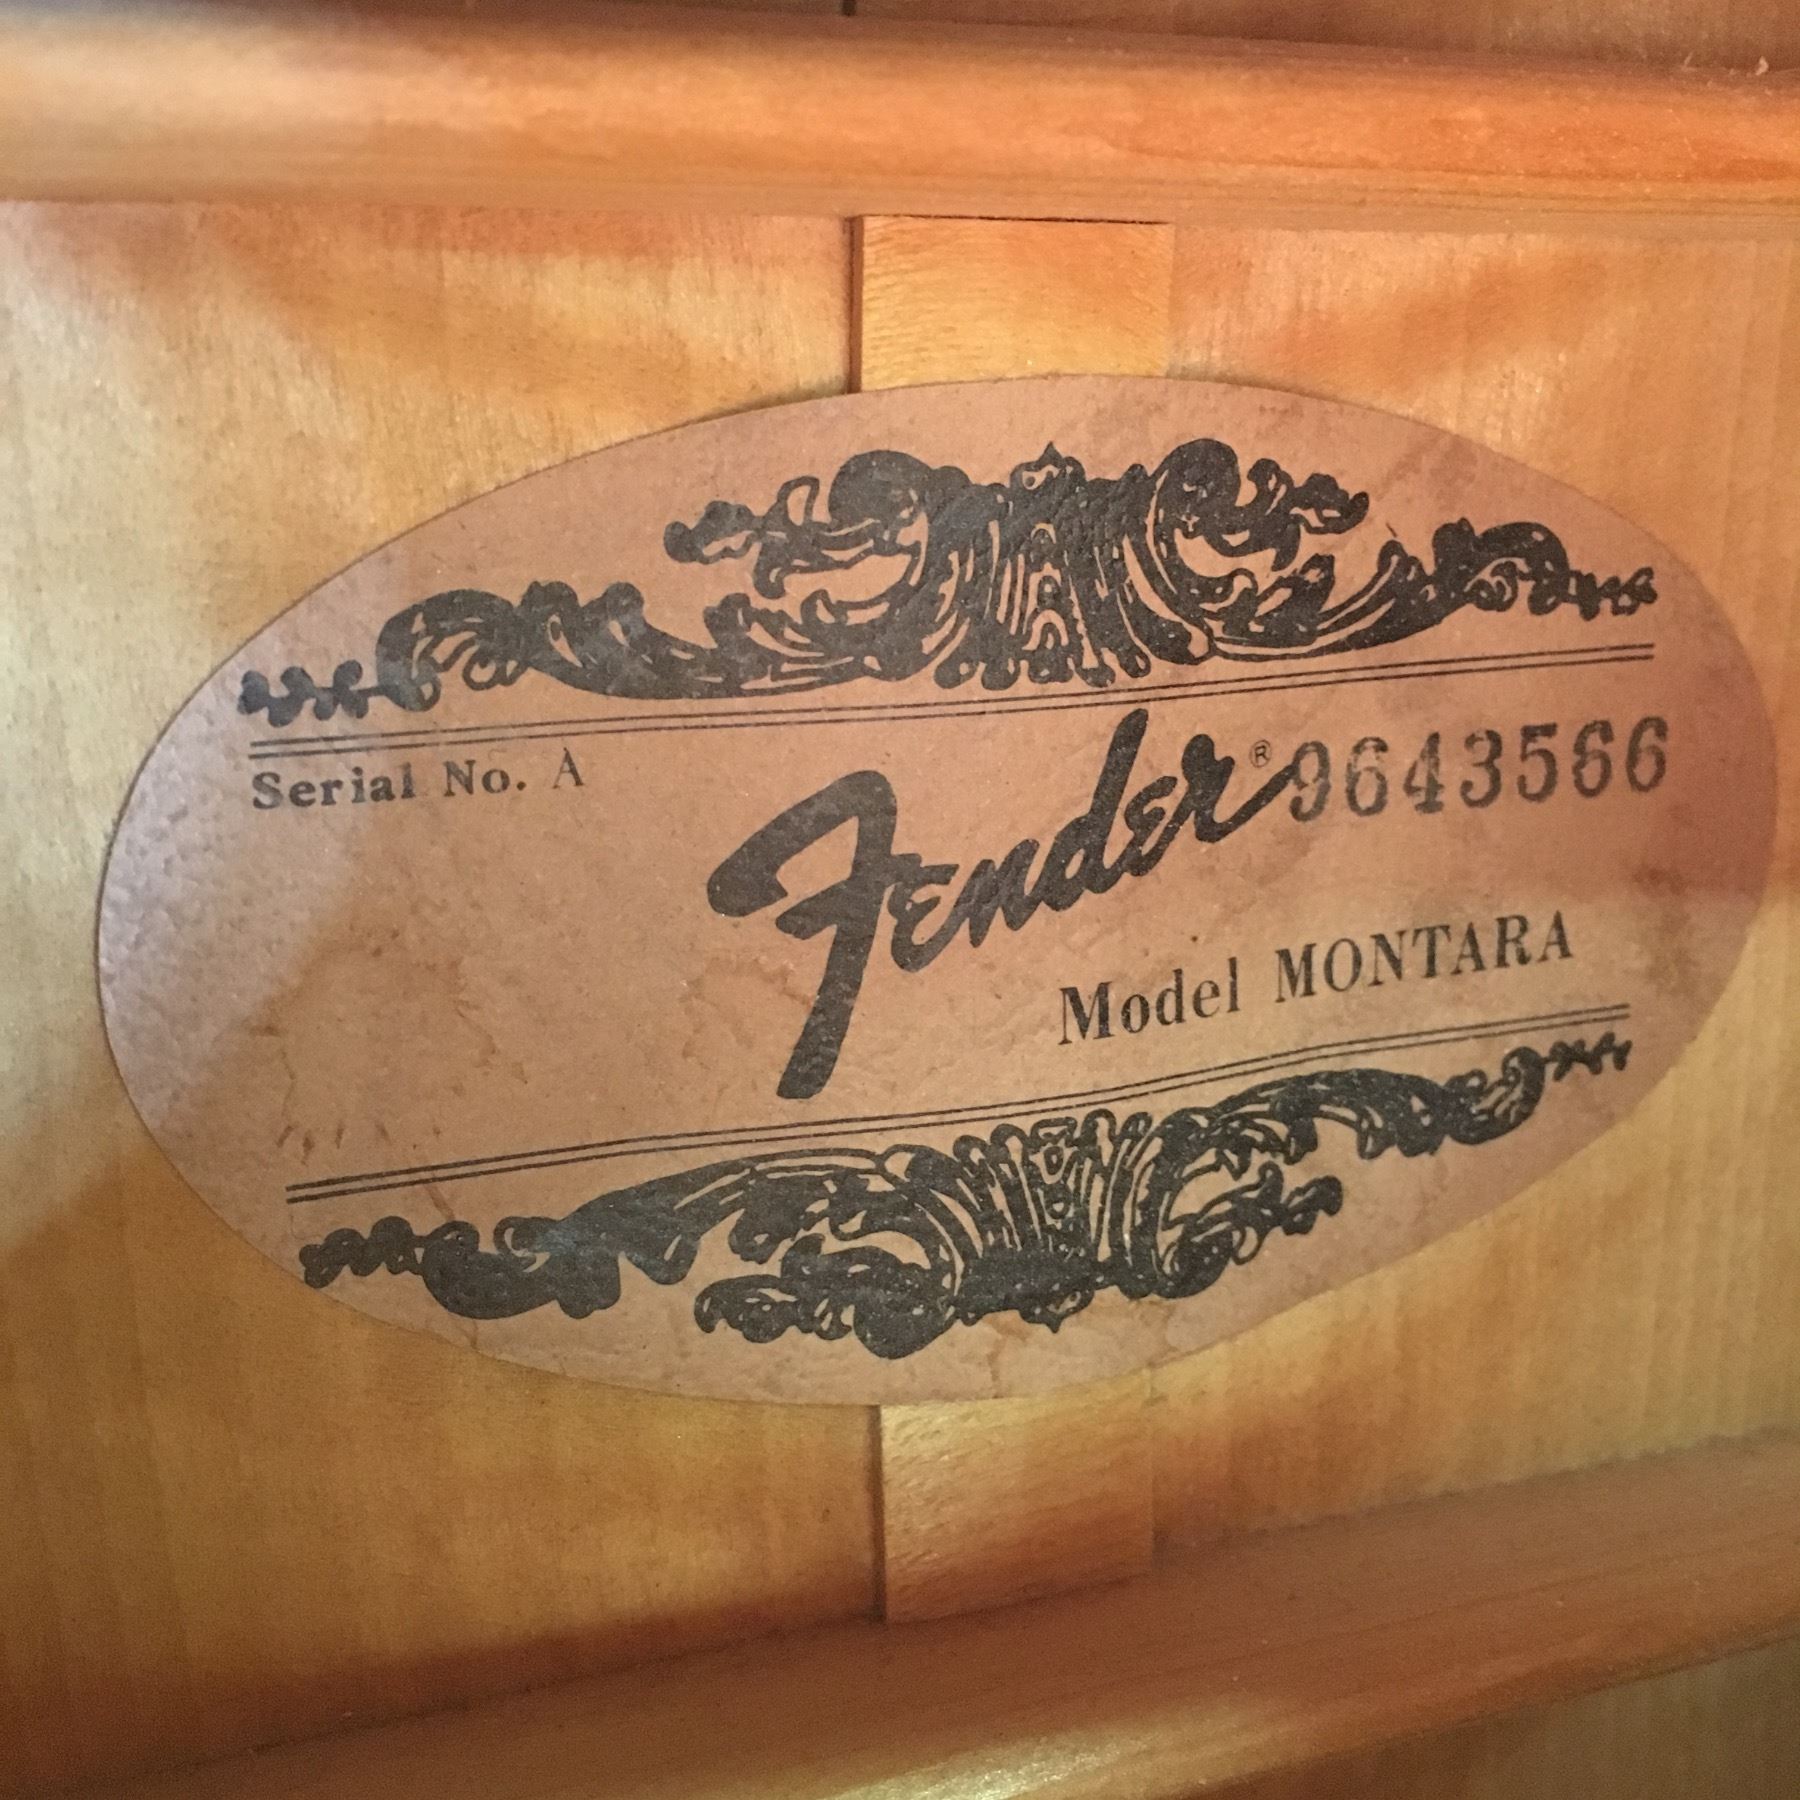 Serial No. A
Fender® 9643566
Model MONTARA